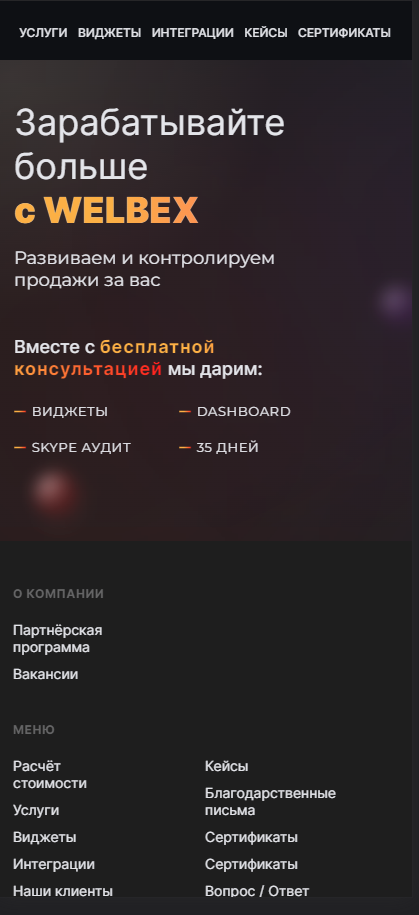 УСЛУГИ ВИДЖЕТЫ ИНТЕГРАЦИИ КЕЙСЫ СЕРТИФИКАТЫ
Зарабатывайте
больше
с WELBEX
Развиваем и контролируем
продажи за вас
Вместе с бесплатной
консультацией мы дарим:
— ВИДЖЕТЫ — DASHBOARD
— SKYPE АУДИТ — 35 ДНЕЙ
О КОМПАНИИ
Партнёрская
программа
Вакансии
МЕНЮ
Расчёт
стоимости
Услуги
Виджеты
Интеграции
Наши клиенты
Кейсы
Благодарственные
письма
Сертификаты
Сертификаты
Вопрос / Ответ